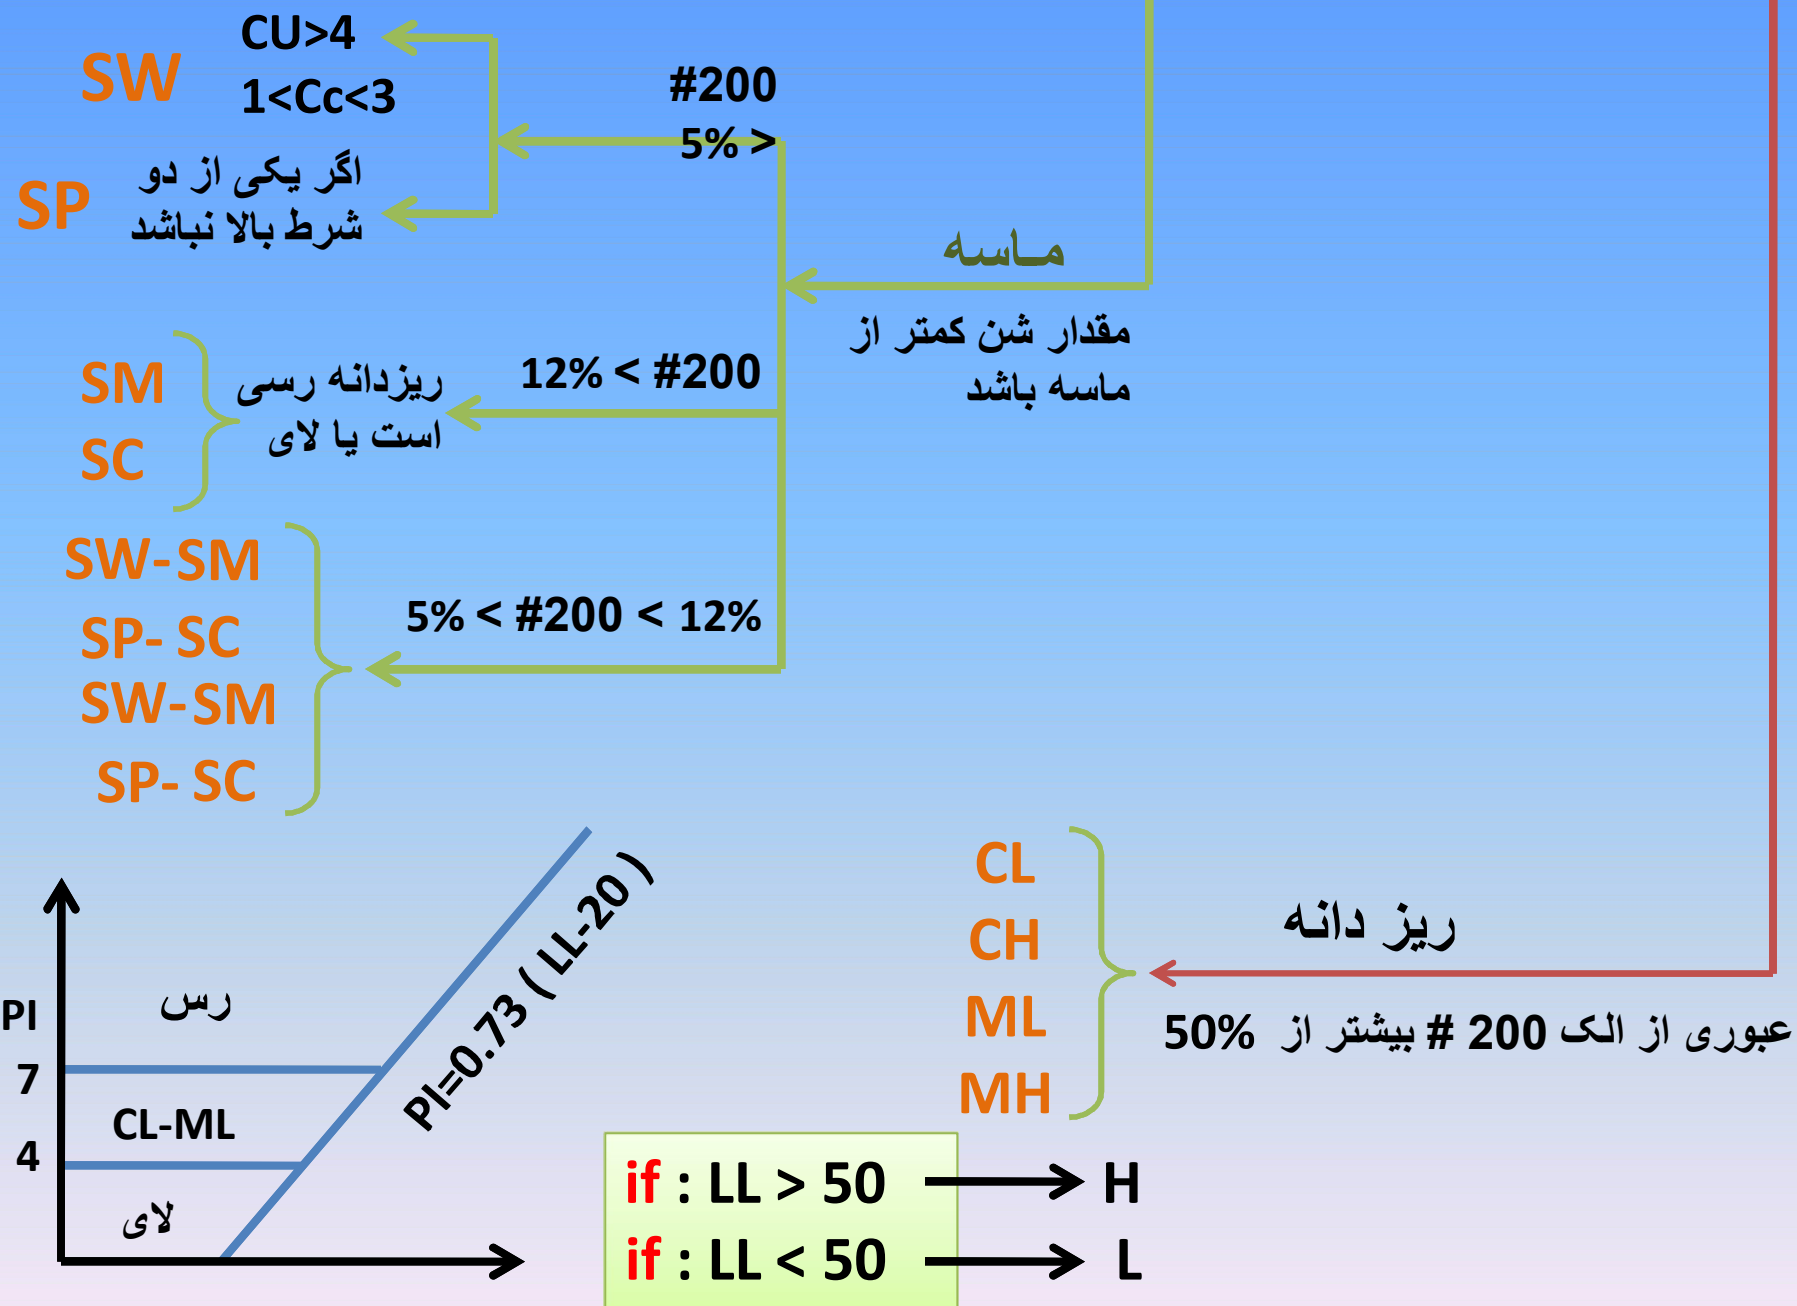 CU>4
1<Cc<3
SW
اگر یکی از دو
شرط بالا نباشد
SP
#200
5% >
ماسه
مقدار شن کمتر از
ماسه باشد
12% < #200
ریزدانه رسی
است یا لای
SM
SC
5% < #200 < 12%
SW-SM
SP- SC
SW-SM
SP- SC
ریز دانه
عبوری از الک 200 # بیشتر از 50%
CL
CH
ML
MH
PI=0.73 ( LL-20 )
PI
رس
7
CL-ML
4
لای
if : LL > 50 H
if : LL < 50 L